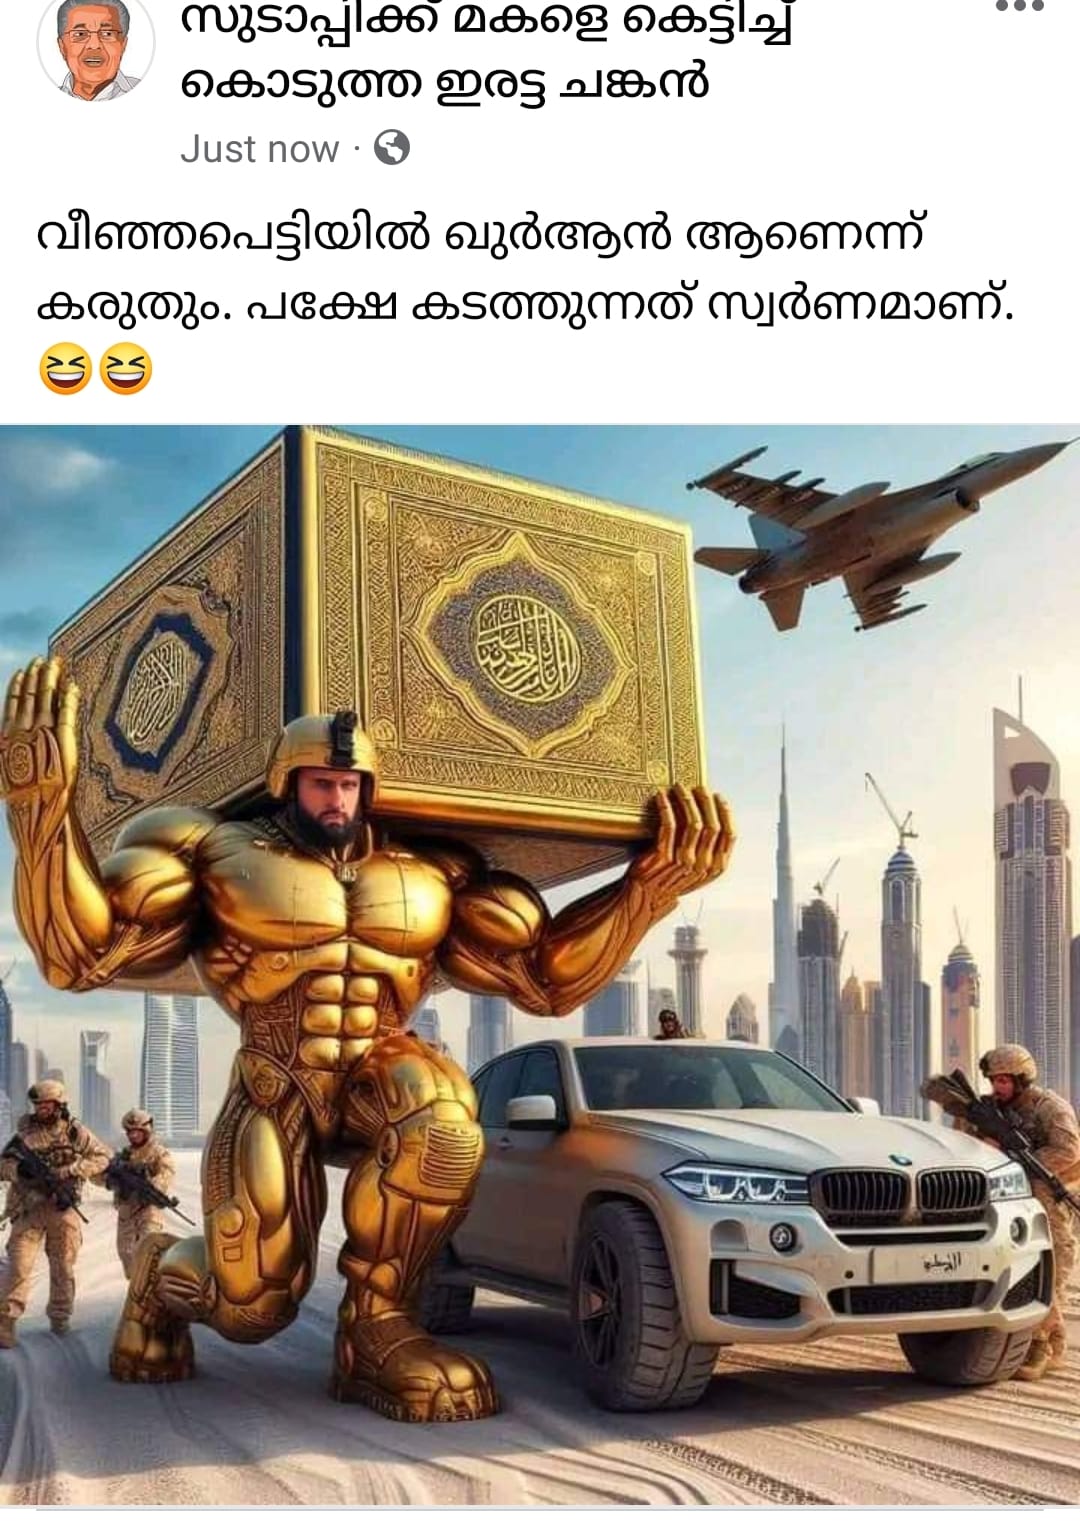 സുടാപ്പിക്ക് മകളെ കെട്ടിച്ച്
കൊടുത്ത ഇരട്ട ചങ്കൻ
Just now ·
വീഞ്ഞപെട്ടിയിൽ ഖുർആൻ ആണെന്ന്
കരുതും. പക്ഷേ കടത്തുന്നത് സ്വർണമാണ്.
😆😆